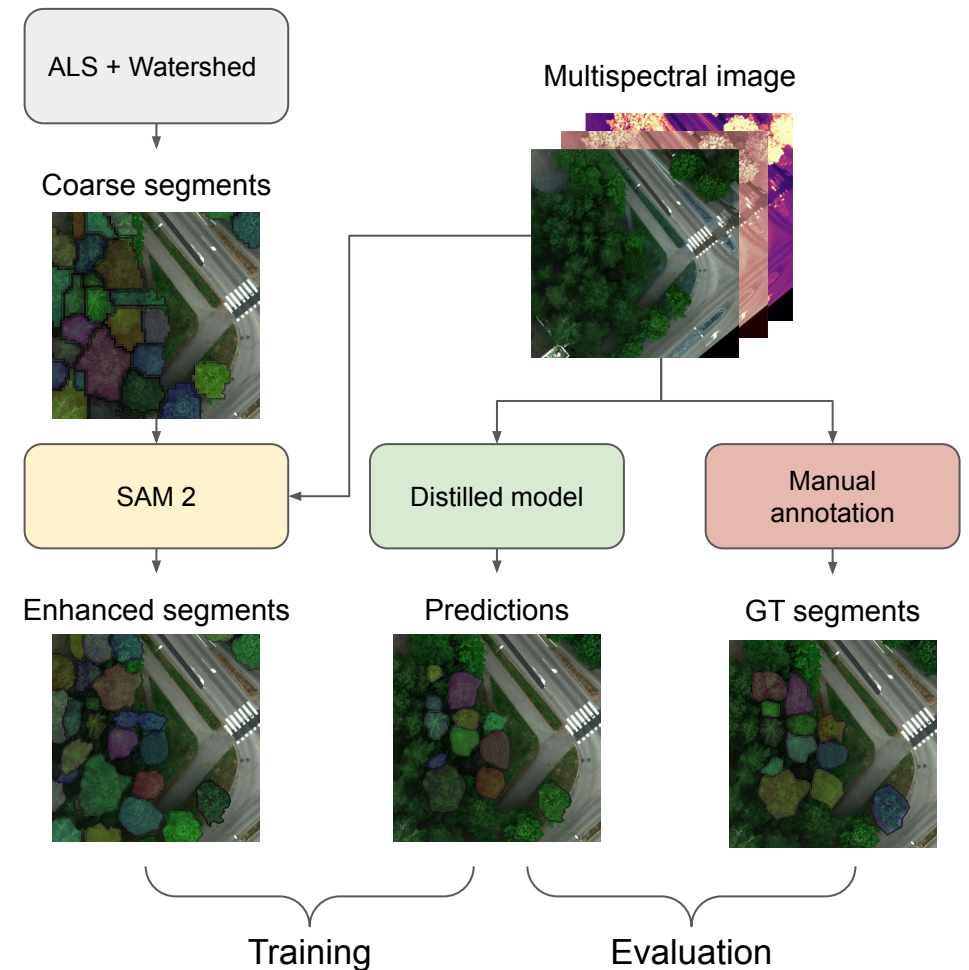 ALS + Watershed
Multispectral image
Coarse segments
SAM 2
Distilled model
Manual
annotation
Enhanced segments
Predictions
GT segments
Training
Evaluation